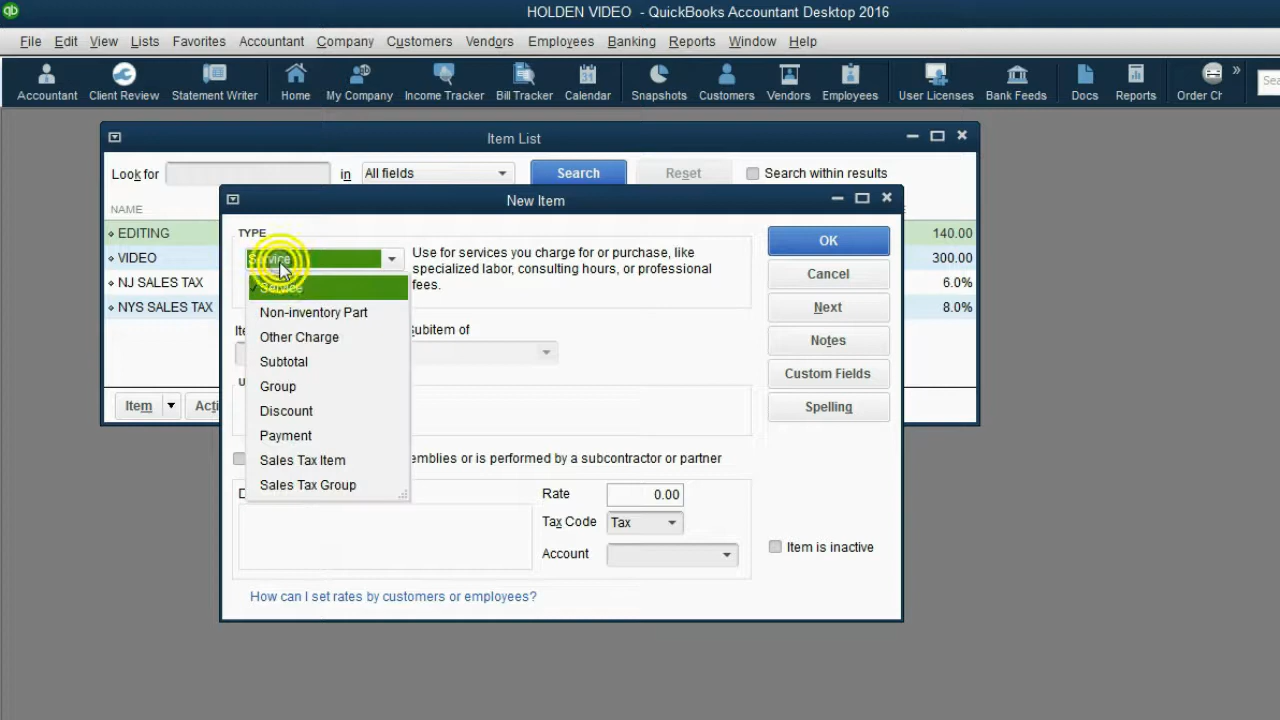 HOLDEN VIDEO - QuickBooks Accountant Desktop 2016
File Edit View Lists Favorites Accountant Company Customers Vendors Employees Banking Reports Window Help
Accountant Client Review Statement Writer Home My Company Income Tracker Bill Tracker Calendar Snapshots Customers Vendors Employees User Licenses Bank Feeds Docs Reports Order Ch » Sea
Item List
Look for in All fields Search Reset Search within results
NAME
New Item
EDITING 140.00
VIDEO 300.00
NJ SALES TAX 6.0%
NYS SALES TAX 8.0%
Item Acti
TYPE
Service
Use for services you charge for or purchase, like
specialized labor, consulting hours, or professional
fees.
Service
Non-inventory Part
Other Charge
Subtotal
Group
Discount
Payment
Sales Tax Item
Sales Tax Group
Ite Subitem of
U
emblies or is performed by a subcontractor or partner
D
Rate 0.00
Tax Code Tax
Account
OK
Cancel
Next
Notes
Custom Fields
Spelling
Item is inactive
How can I set rates by customers or employees?